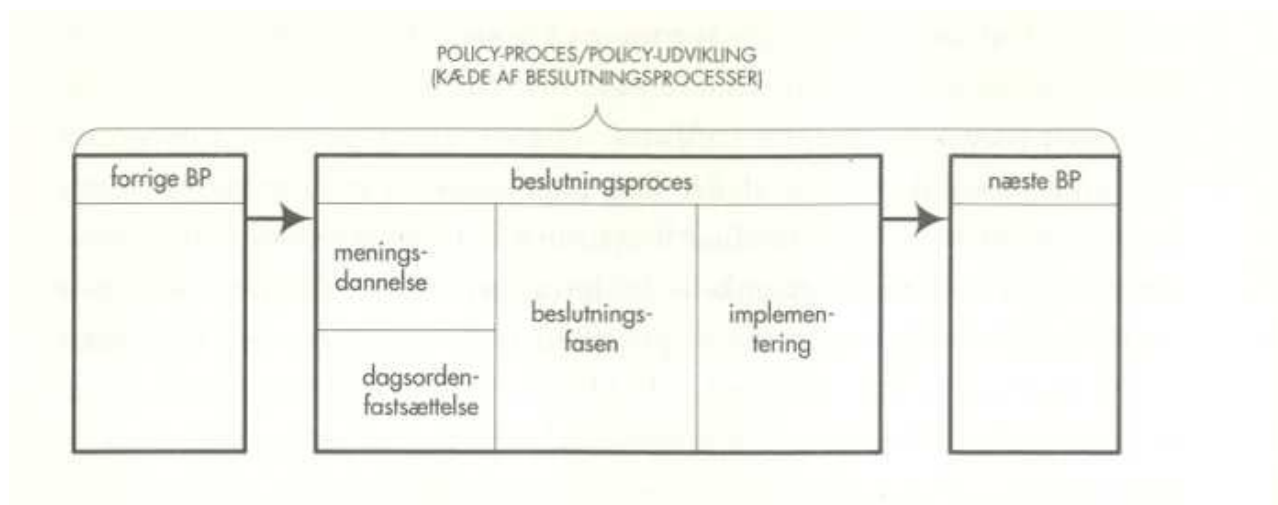 POLICY-PROCES/POLICY-UDVIKLING
(KÆDE AF BESLUTNINGSPROCESSER)
forrige BP
beslutningsproces
næste BP
menings-
dannelse
dagsorden-
fastsættelse
beslutnings-
fasen
implemen-
tering